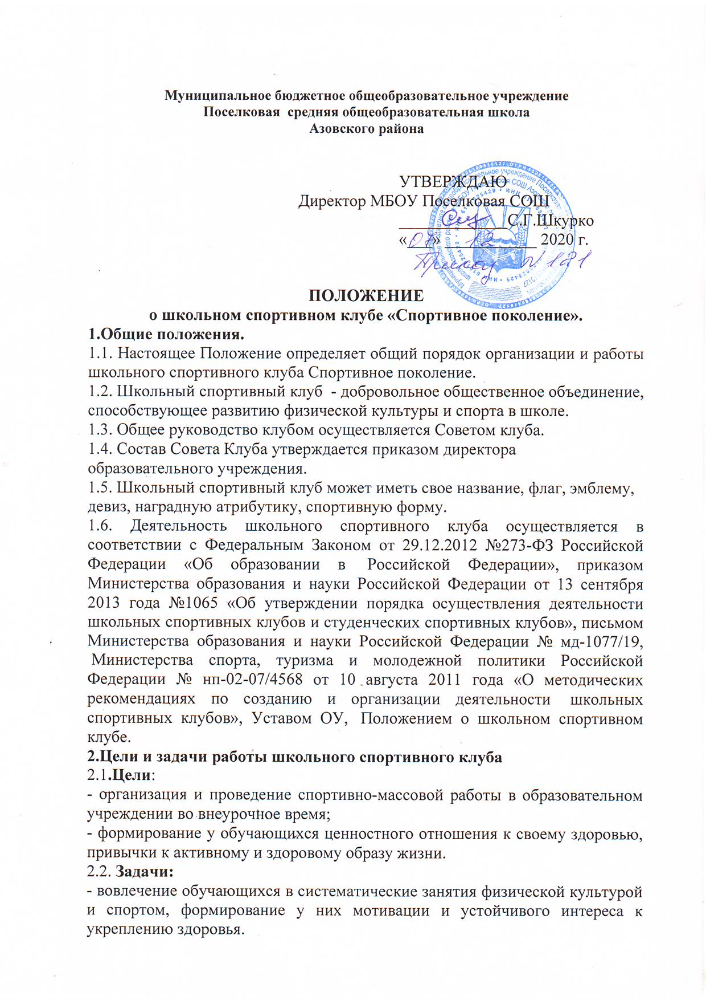 Муниципальное бюджетное общеобразовательное учреждение
Поселковая средняя общеобразовательная школа
Азовского района
УТВЕРЖДАЮ
Директор МБОУ Поселковая СОШ
_____________С.Г.Шкурко
«07» 12 2020 г.
Приказ № 121
ПОЛОЖЕНИЕ
о школьном спортивном клубе «Спортивное поколение».
1.Общие положения.
1.1. Настоящее Положение определяет общий порядок организации и работы
школьного спортивного клуба Спортивное поколение.
1.2. Школьный спортивный клуб - добровольное общественное объединение,
способствующее развитию физической культуры и спорта в школе.
1.3. Общее руководство клубом осуществляется Советом клуба.
1.4. Состав Совета Клуба утверждается приказом директора
образовательного учреждения.
1.5. Школьный спортивный клуб может иметь свое название, флаг, эмблему,
девиз, наградную атрибутику, спортивную форму.
1.6. Деятельность школьного спортивного клуба осуществляется в
соответствии с Федеральным Законом от 29.12.2012 №273-ФЗ Российской
Федерации «Об образовании в Российской Федерации», приказом
Министерства образования и науки Российской Федерации от 13 сентября
2013 года №1065 «Об утверждении порядка осуществления деятельности
школьных спортивных клубов и студенческих спортивных клубов», письмом
Министерства образования и науки Российской Федерации № мд-1077/19,
Министерства спорта, туризма и молодежной политики Российской
Федерации № нп-02-07/4568 от 10 августа 2011 года «О методических
рекомендациях по созданию и организации деятельности школьных
спортивных клубов», Уставом ОУ, Положением о школьном спортивном
клубе.
2.Цели и задачи работы школьного спортивного клуба
2.1.Цели:
- организация и проведение спортивно-массовой работы в образовательном
учреждении во внеурочное время;
- формирование у обучающихся ценностного отношения к своему здоровью,
привычки к активному и здоровому образу жизни.
2.2. Задачи:
- вовлечение обучающихся в систематические занятия физической культурой
и спортом, формирование у них мотивации и устойчивого интереса к
укреплению здоровья.